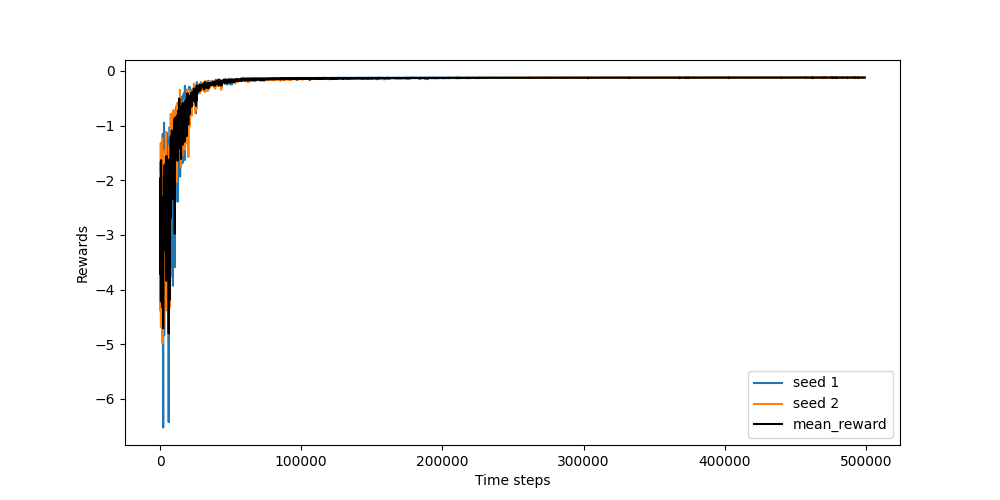 0
−1
−2
−3
−4
−5
−6
Rewards
0
100000
200000
300000
400000
500000
Time steps
seed 1
seed 2
mean_reward